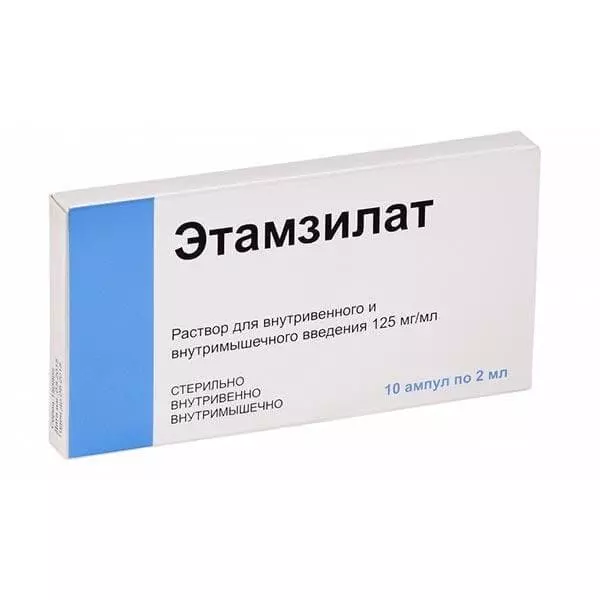 Этамзилат
Раствор для внутривенного и
внутримышечного введения 125 мг/мл
СТЕРИЛЬНО
ВНУТРИВЕННО
ВНУТРИМЫШЕЧНО
10 ампул по 2 мл